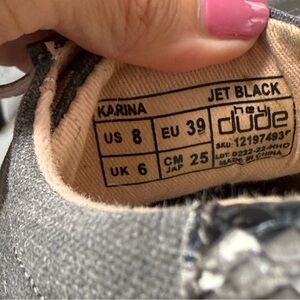 KARINA JET BLACK
US 8 EU 39 hey dude
SKU: 12197493
UK 6 CM JAP 25 LOT: 0222-22-HHO
MADE IN CHINA